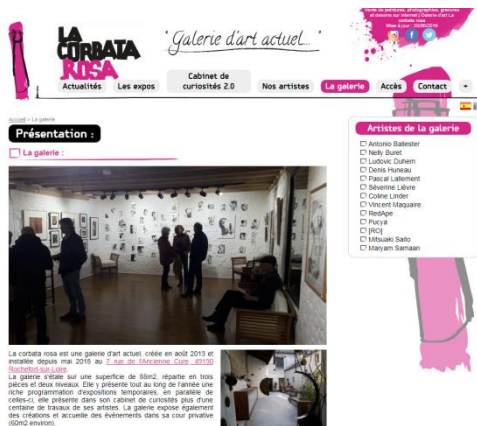 Vente de peintures, photographies, gravures
et dessins sur internet | Galerie d'art La
corbata rosa
LA
CORBATA
ROSA
"Galerie d'art actuel..."
Actualités
Les expos
Cabinet de
curiosités 2.0
Nos artistes
La galerie
Accès
Contact
+
Accueil > La galerie
Présentation :
La galerie :
Artistes de la galerie
Antonio Ballester
Nelly Buret
Ludovic Duhem
Denis Huneau
Pascal Lallement
Séverine Lièvre
Coline Linder
Vincent Maquaire
RedApe
Pucya
[RO]
Mitsuaki Saito
Maryam Samaan
La corbata rosa est une galerie d'art actuel, créée en août 2013 et
installée depuis mai 2016 au 7 rue de l'Ancienne Cure, 49190
Rochefort-sur-Loire.
La galerie s'étale sur une superficie de 88m2, répartie en trois
pièces et deux niveaux. Elle y présente tout au long de l'année une
riche programmation d'expositions temporaires, en parallèle de
celles-ci, elle présente dans son cabinet de curiosités plus d'une
centaine de travaux de ses artistes. La galerie expose également
des créations et accueille des événements dans sa cour privative
(60m2 environ).